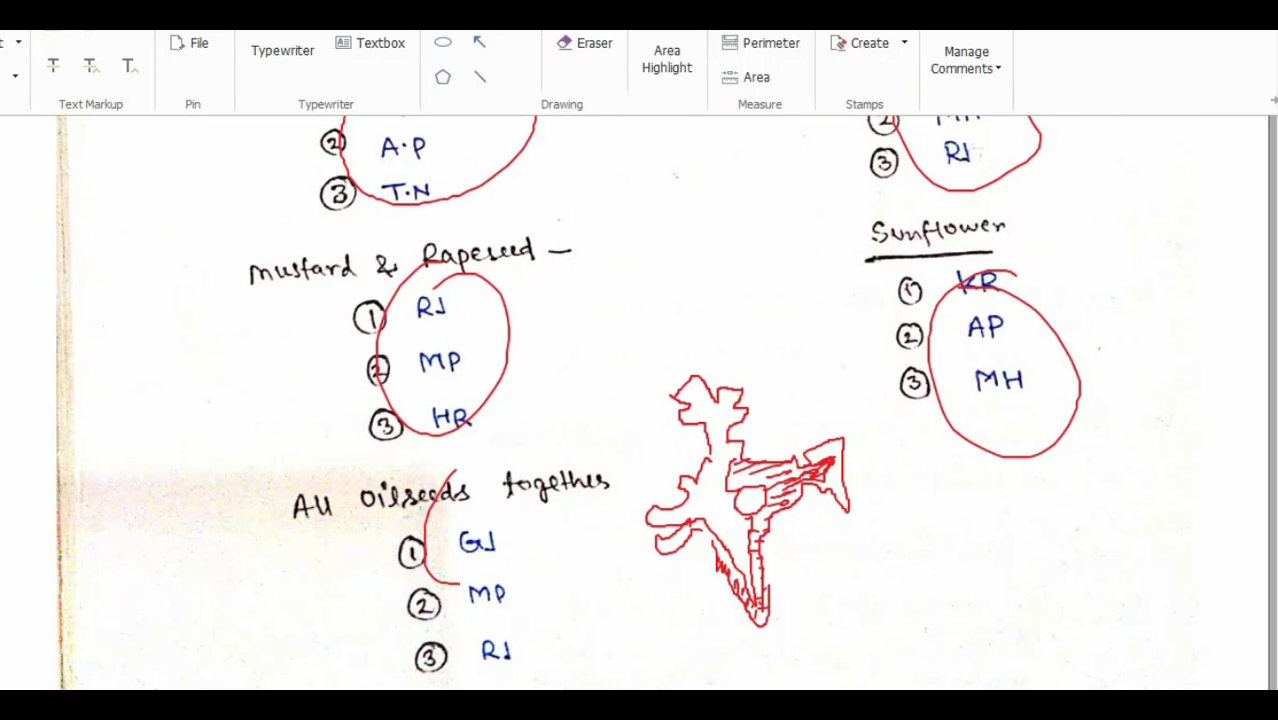 File
Typewriter
Textbox
Eraser
Area
Highlight
Perimeter
Area
Create
Manage
Comments
Text Markup
Pin
Typewriter
Drawing
Measure
Stamps
② A.P
③ T.N
③ RJ
Mustard & Rapeseed —
① RJ
② MP
③ HR
Sunflower
① KR
② AP
③ MH
All oilseeds together
① GJ
② MP
③ RJ